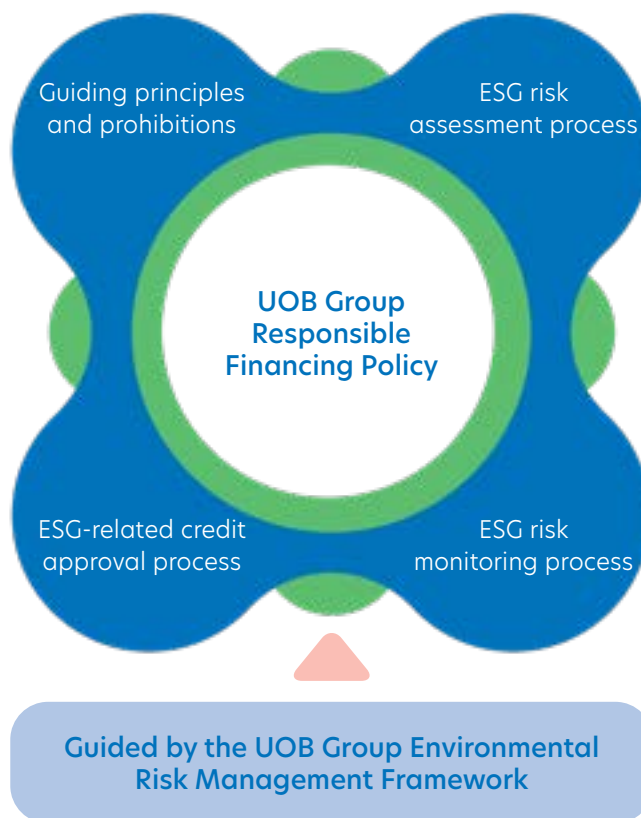 Guiding principles
and prohibitions
ESG risk
assessment process
UOB Group
Responsible
Financing Policy
ESG-related credit
approval process
ESG risk
monitoring process
Guided by the UOB Group Environmental
Risk Management Framework